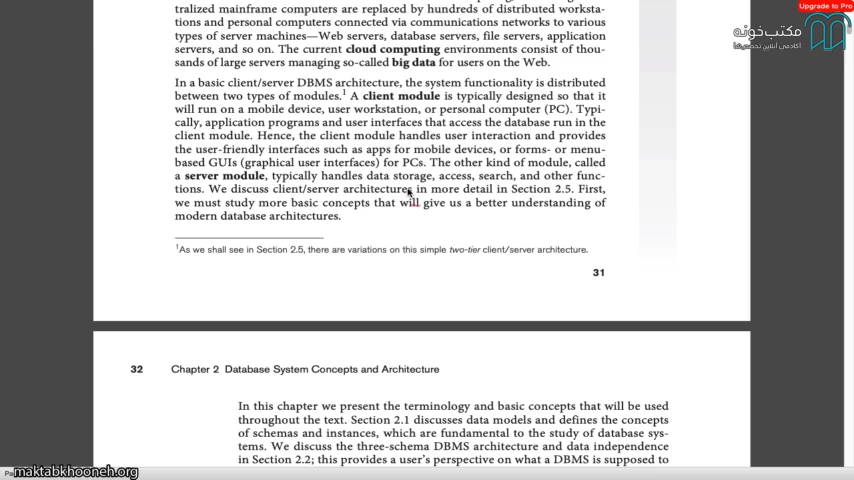 Upgrade to Pro
مکتب‌خونه
آکادمی آنلاین تخصص‌ها
tralized mainframe computers are replaced by hundreds of distributed worksta-
tions and personal computers connected via communications networks to various
types of server machines—Web servers, database servers, file servers, application
servers, and so on. The current cloud computing environments consist of thou-
sands of large servers managing so-called big data for users on the Web.
In a basic client/server DBMS architecture, the system functionality is distributed
between two types of modules.1 A client module is typically designed so that it
will run on a mobile device, user workstation, or personal computer (PC). Typi-
cally, application programs and user interfaces that access the database run in the
client module. Hence, the client module handles user interaction and provides
the user-friendly interfaces such as apps for mobile devices, or forms- or menu-
based GUIs (graphical user interfaces) for PCs. The other kind of module, called
a server module, typically handles data storage, access, search, and other func-
tions. We discuss client/server architectures in more detail in Section 2.5. First,
we must study more basic concepts that will give us a better understanding of
modern database architectures.
1As we shall see in Section 2.5, there are variations on this simple two-tier client/server architecture.
31
32 Chapter 2 Database System Concepts and Architecture
In this chapter we present the terminology and basic concepts that will be used
throughout the text. Section 2.1 discusses data models and defines the concepts
of schemas and instances, which are fundamental to the study of database sys-
tems. We discuss the three-schema DBMS architecture and data independence
in Section 2.2; this provides a user's perspective on what a DBMS is supposed to
maktabkhooneh.org